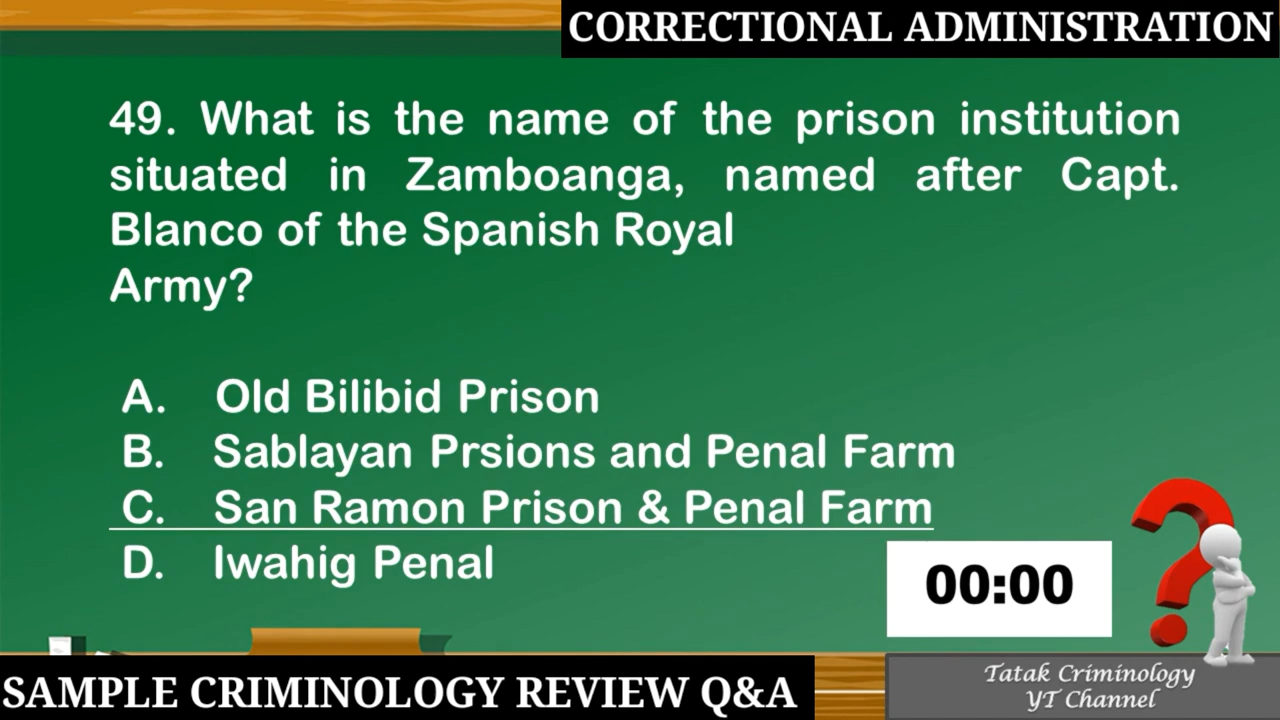 CORRECTIONAL ADMINISTRATION
49. What is the name of the prison institution
situated in Zamboanga, named after Capt.
Blanco of the Spanish Royal
Army?
A. Old Bilibid Prison
B. Sablayan Prsions and Penal Farm
C. San Ramon Prison & Penal Farm
D. Iwahig Penal
00:00
SAMPLE CRIMINOLOGY REVIEW Q&A
Tatak Criminology
YT Channel